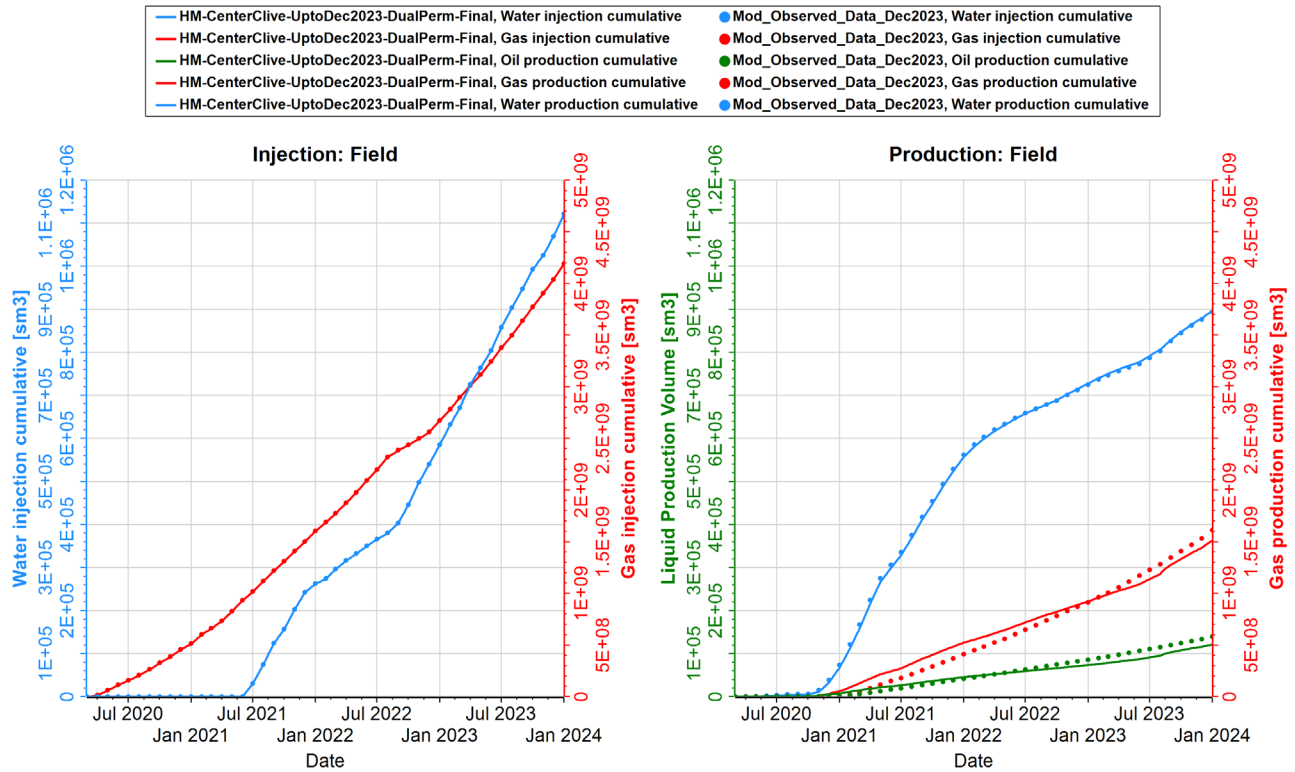 HM-CenterClive-UptoDec2023-DualPerm-Final, Water injection cumulative
Mod_Observed_Data_Dec2023, Water injection cumulative
HM-CenterClive-UptoDec2023-DualPerm-Final, Gas injection cumulative
Mod_Observed_Data_Dec2023, Gas injection cumulative
HM-CenterClive-UptoDec2023-DualPerm-Final, Oil production cumulative
Mod_Observed_Data_Dec2023, Oil production cumulative
HM-CenterClive-UptoDec2023-DualPerm-Final, Gas production cumulative
Mod_Observed_Data_Dec2023, Gas production cumulative
HM-CenterClive-UptoDec2023-DualPerm-Final, Water production cumulative
Mod_Observed_Data_Dec2023, Water production cumulative
Injection: Field
Water injection cumulative [sm3]
1.2E+06
1.1E+06
1E+06
9E+05
8E+05
7E+05
6E+05
5E+05
4E+05
3E+05
2E+05
1E+05
0
5E+09
4.5E+09
4E+09
3.5E+09
3E+09
2.5E+09
2E+09
1.5E+09
1E+09
5E+08
0
Gas injection cumulative [sm3]
Jul 2020
Jan 2021
Jul 2021
Jan 2022
Jul 2022
Jan 2023
Jul 2023
Jan 2024
Date
Production: Field
Liquid Production Volume [sm3]
1.2E+06
1.1E+06
1E+06
9E+05
8E+05
7E+05
6E+05
5E+05
4E+05
3E+05
2E+05
1E+05
0
5E+09
4.5E+09
4E+09
3.5E+09
3E+09
2.5E+09
2E+09
1.5E+09
1E+09
5E+08
0
Gas production cumulative [sm3]
Jul 2020
Jan 2021
Jul 2021
Jan 2022
Jul 2022
Jan 2023
Jul 2023
Jan 2024
Date